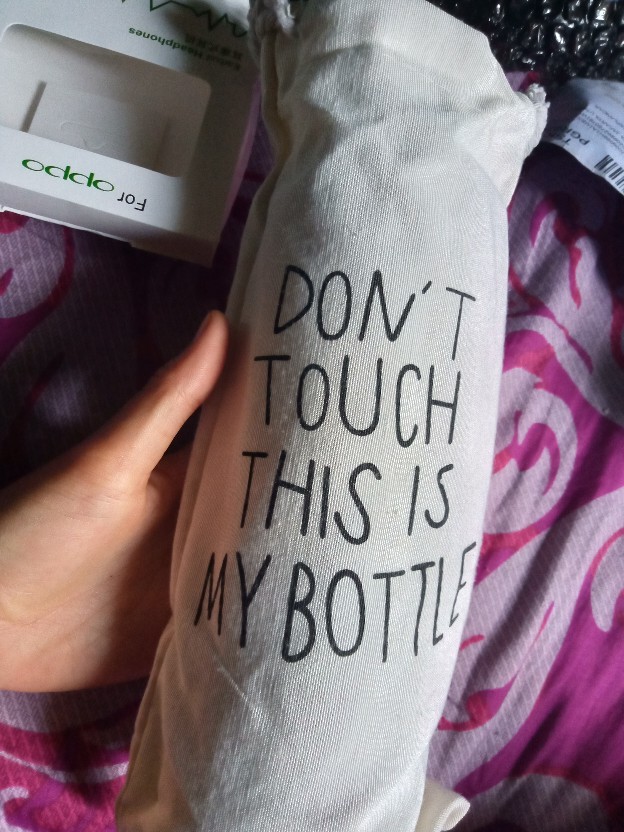 DON'T
TOUCH
THIS IS
MY BOTTLE
For oppo